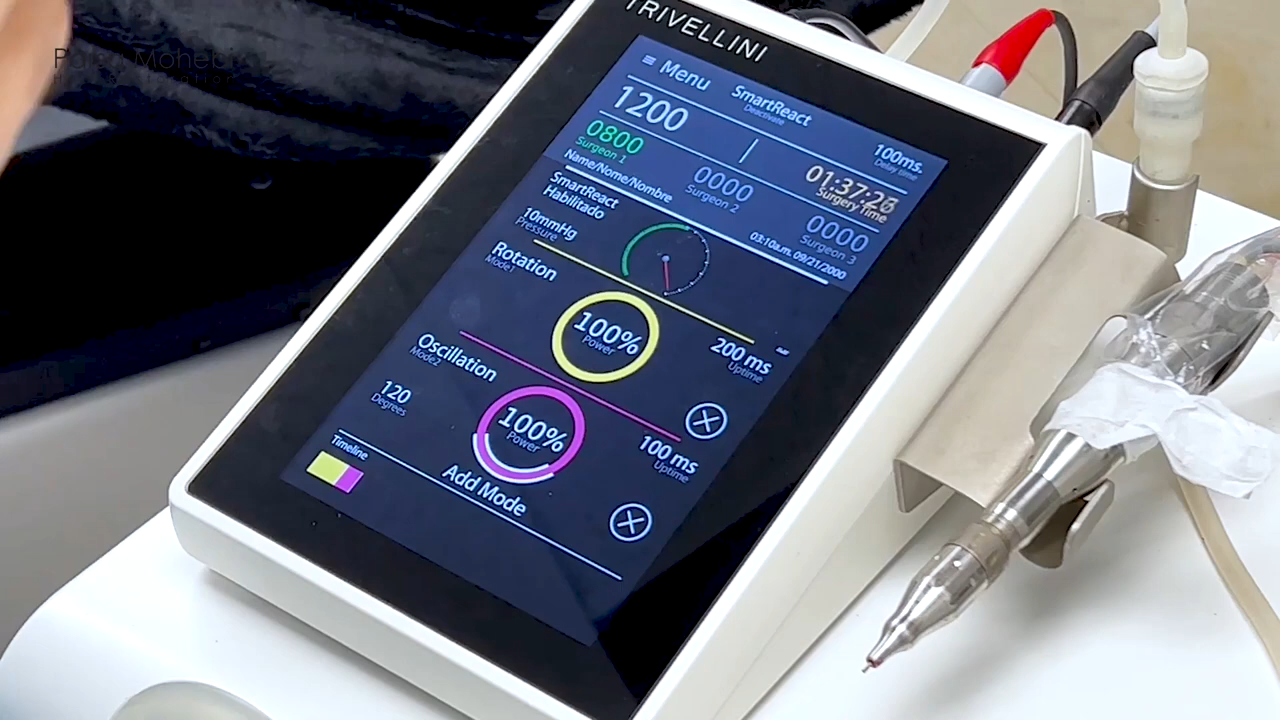 TRIVELLINI
≡ Menu
SmartReact
Deactivate
100ms.
Delay time
1200
01:37:26
Surgery Time
0800
Surgeon 1
0000
Surgeon 2
0000
Surgeon 3
Name/Nome/Nombre
03:10a.m. 09/21/2000
SmartReact
Habilitado
10mmHg
Pressure
Rotation
Mode1
100%
Power
200 ms
Uptime
Oscillation
Mode2
120
Degrees
100%
Power
100 ms
Uptime
Timeline
Add Mode